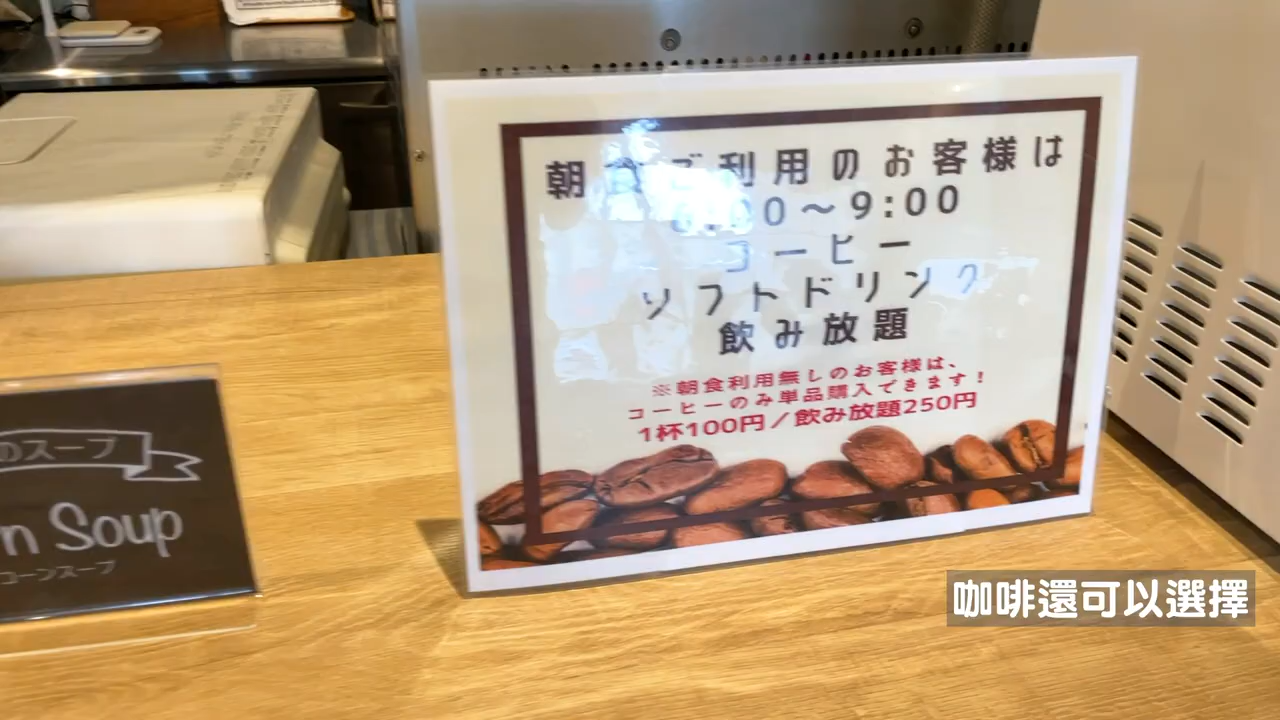 朝食ご利用のお客様は
～9:00
コーヒー
ソフトドリンク
飲み放題
※朝食利用無しのお客様は、
コーヒーのみ単品購入できます！
1杯100円／飲み放題250円
のスープ
n Soup
コーンスープ
咖啡還可以選擇